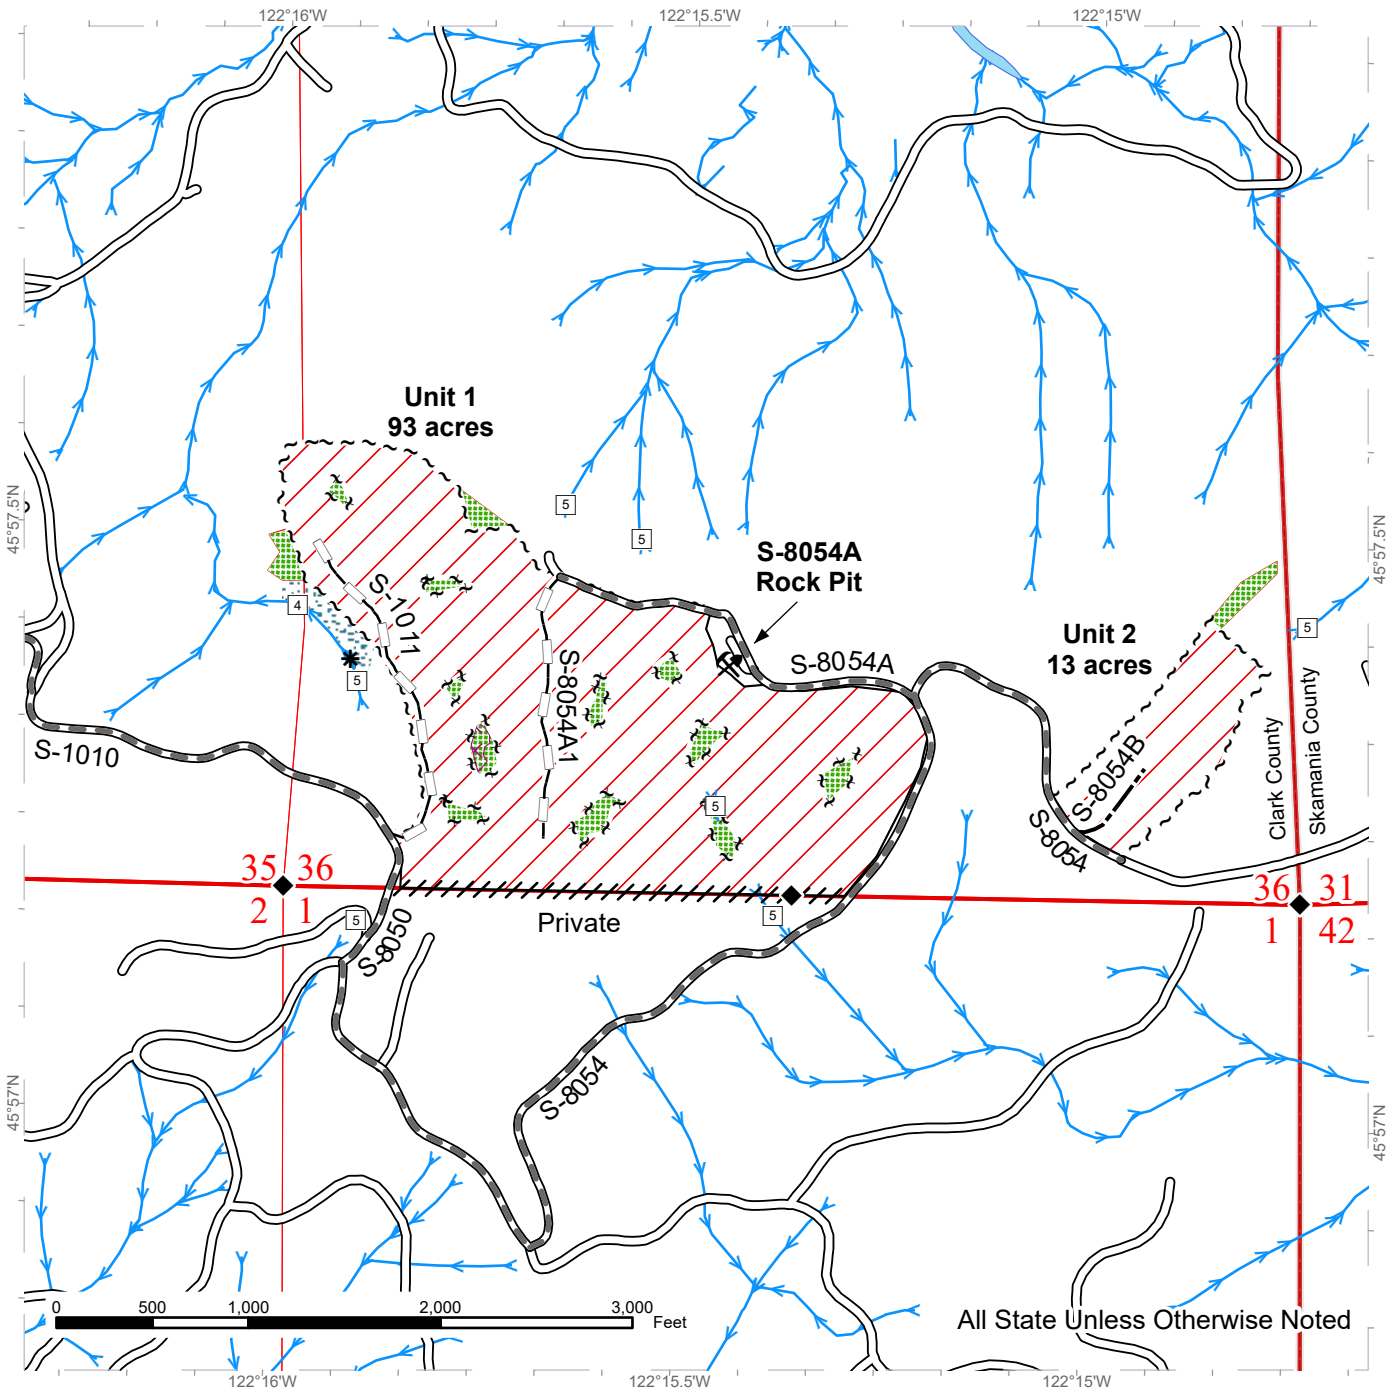 122°16'W
122°15.5'W
122°15'W
Unit 1
93 acres
45°57.5'N
45°57.5'N
5
5
S-8054A
Rock Pit
4
S-1011
5
Unit 2
13 acres
5
S-8054A
S-8054A1
S-1010
S-8054B
S-8054
Clark County
Skamania County
5
35 36
2 1
36 31
1 42
5
5
Private
S-8050
S-8054
45°57'N
45°57'N
0 500 1,000 2,000 3,000
Feet
All State Unless Otherwise Noted
122°16'W
122°15.5'W
122°15'W